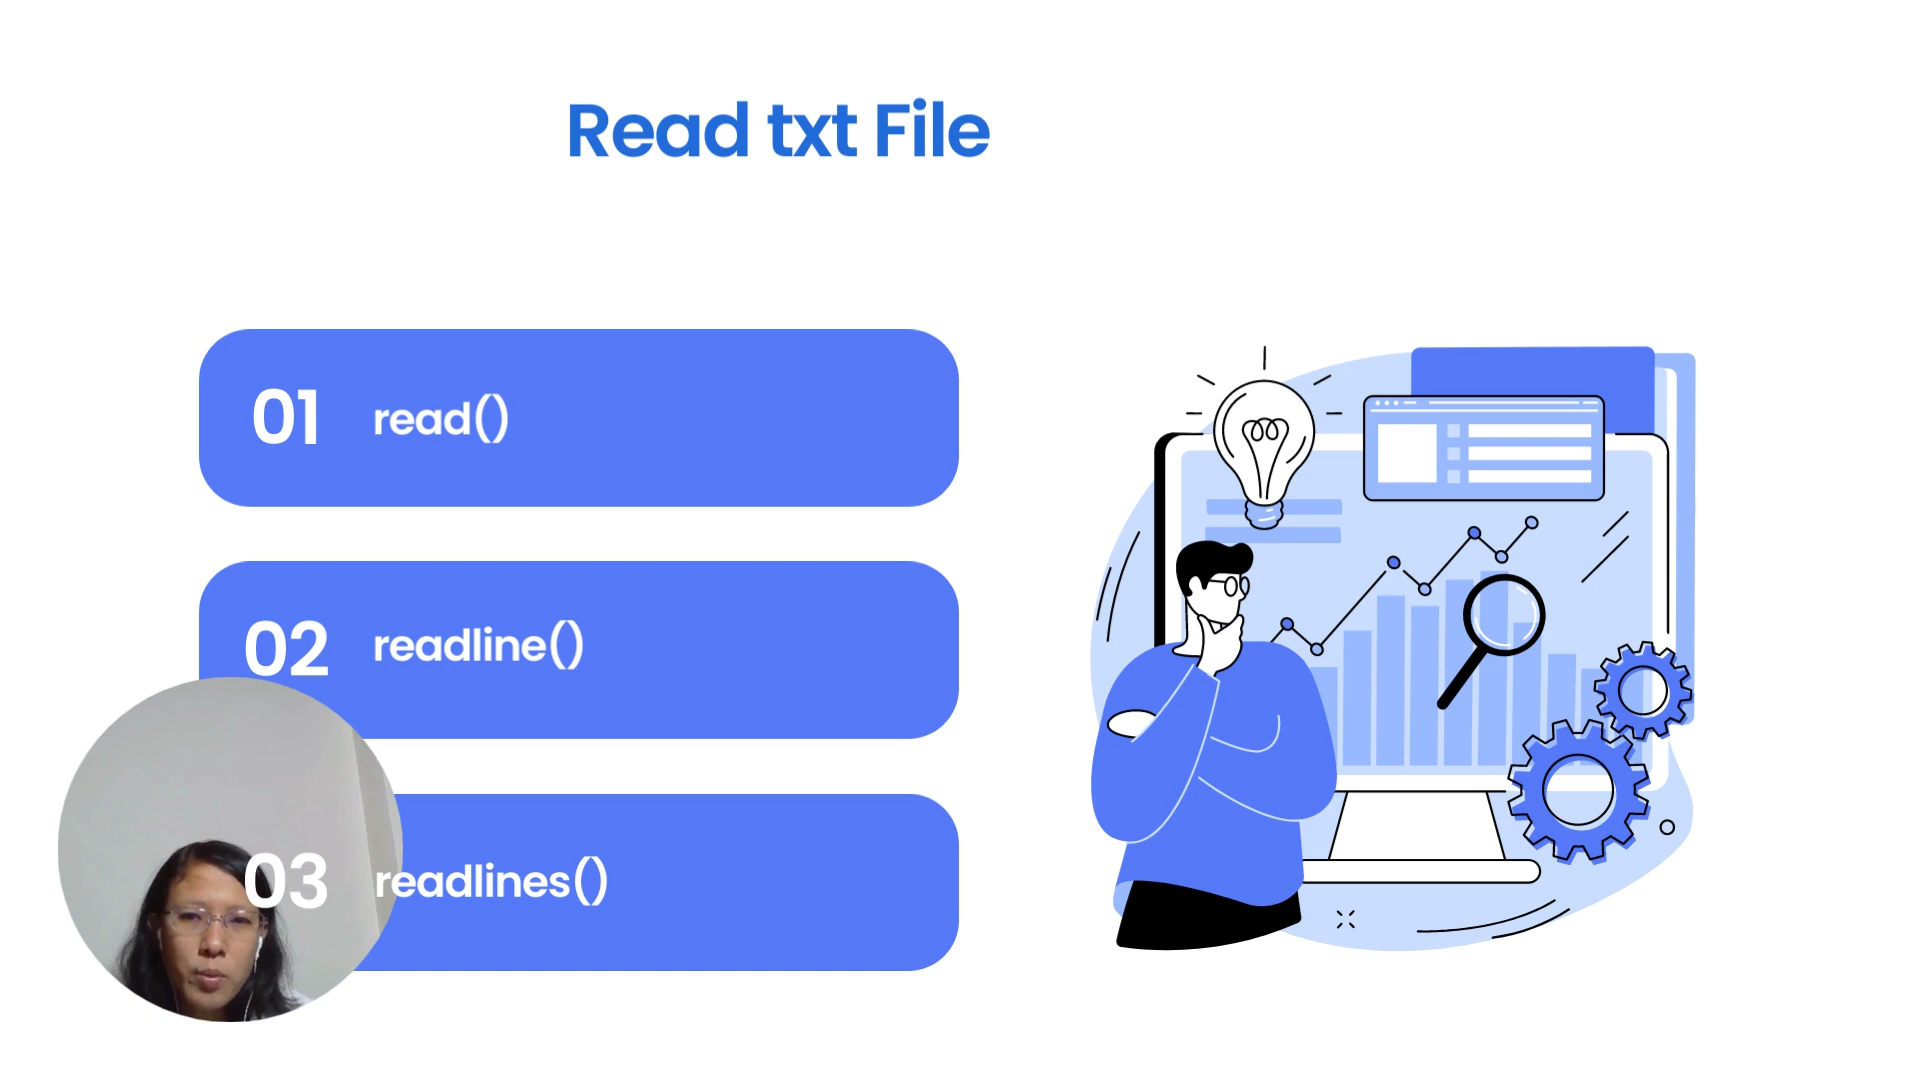 Read txt File
01 read()
02 readline()
03 readlines()